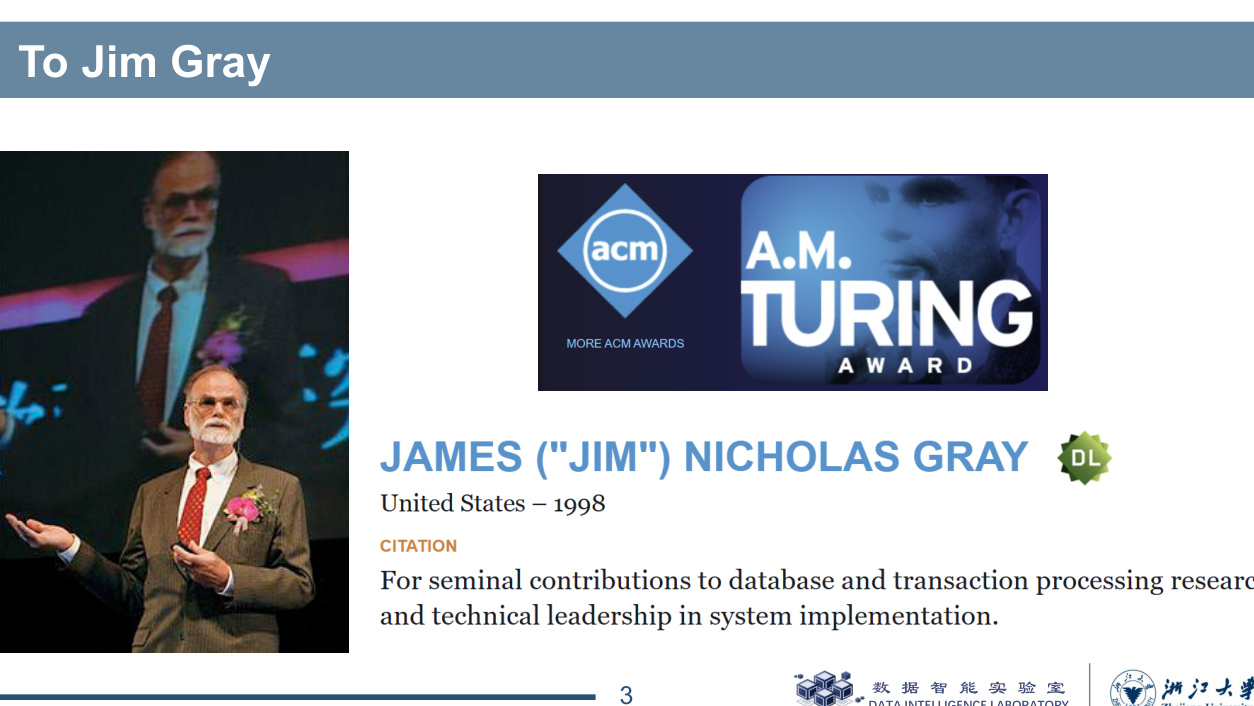 To Jim Gray
acm
MORE ACM AWARDS
A.M.
TURING
AWARD
JAMES ("JIM") NICHOLAS GRAY
DL
United States – 1998
CITATION
For seminal contributions to database and transaction processing researc
and technical leadership in system implementation.
3
数据智能实验室
DATA INTELLIGENCE LABORATORY
浙江大学